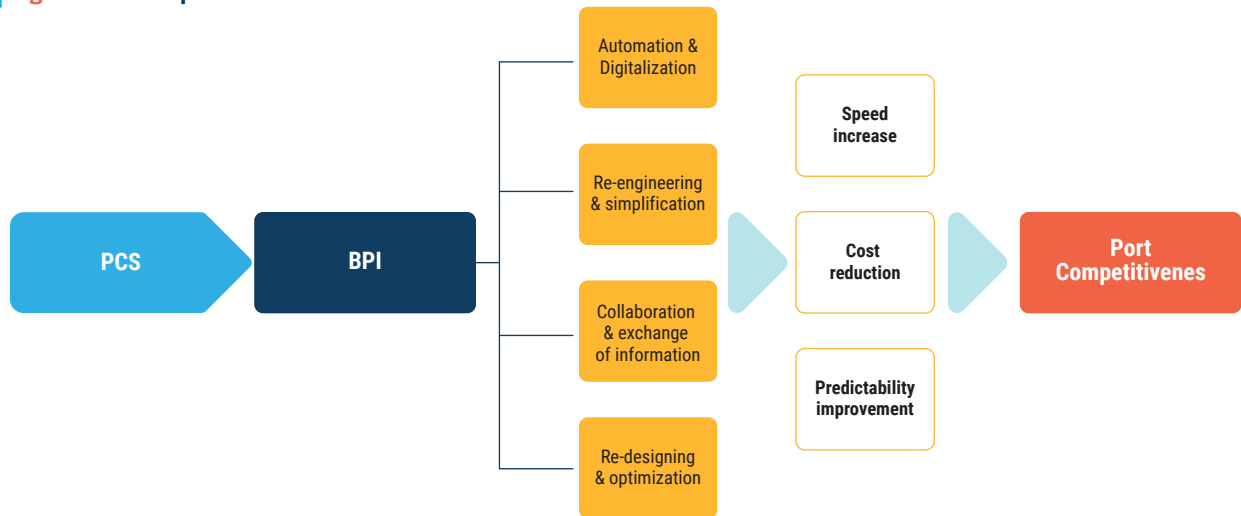 PCS
BPI
Automation &
Digitalization
Re-engineering
& simplification
Collaboration
& exchange
of information
Re-designing
& optimization
Speed
increase
Cost
reduction
Predictability
improvement
Port
Competitivenes